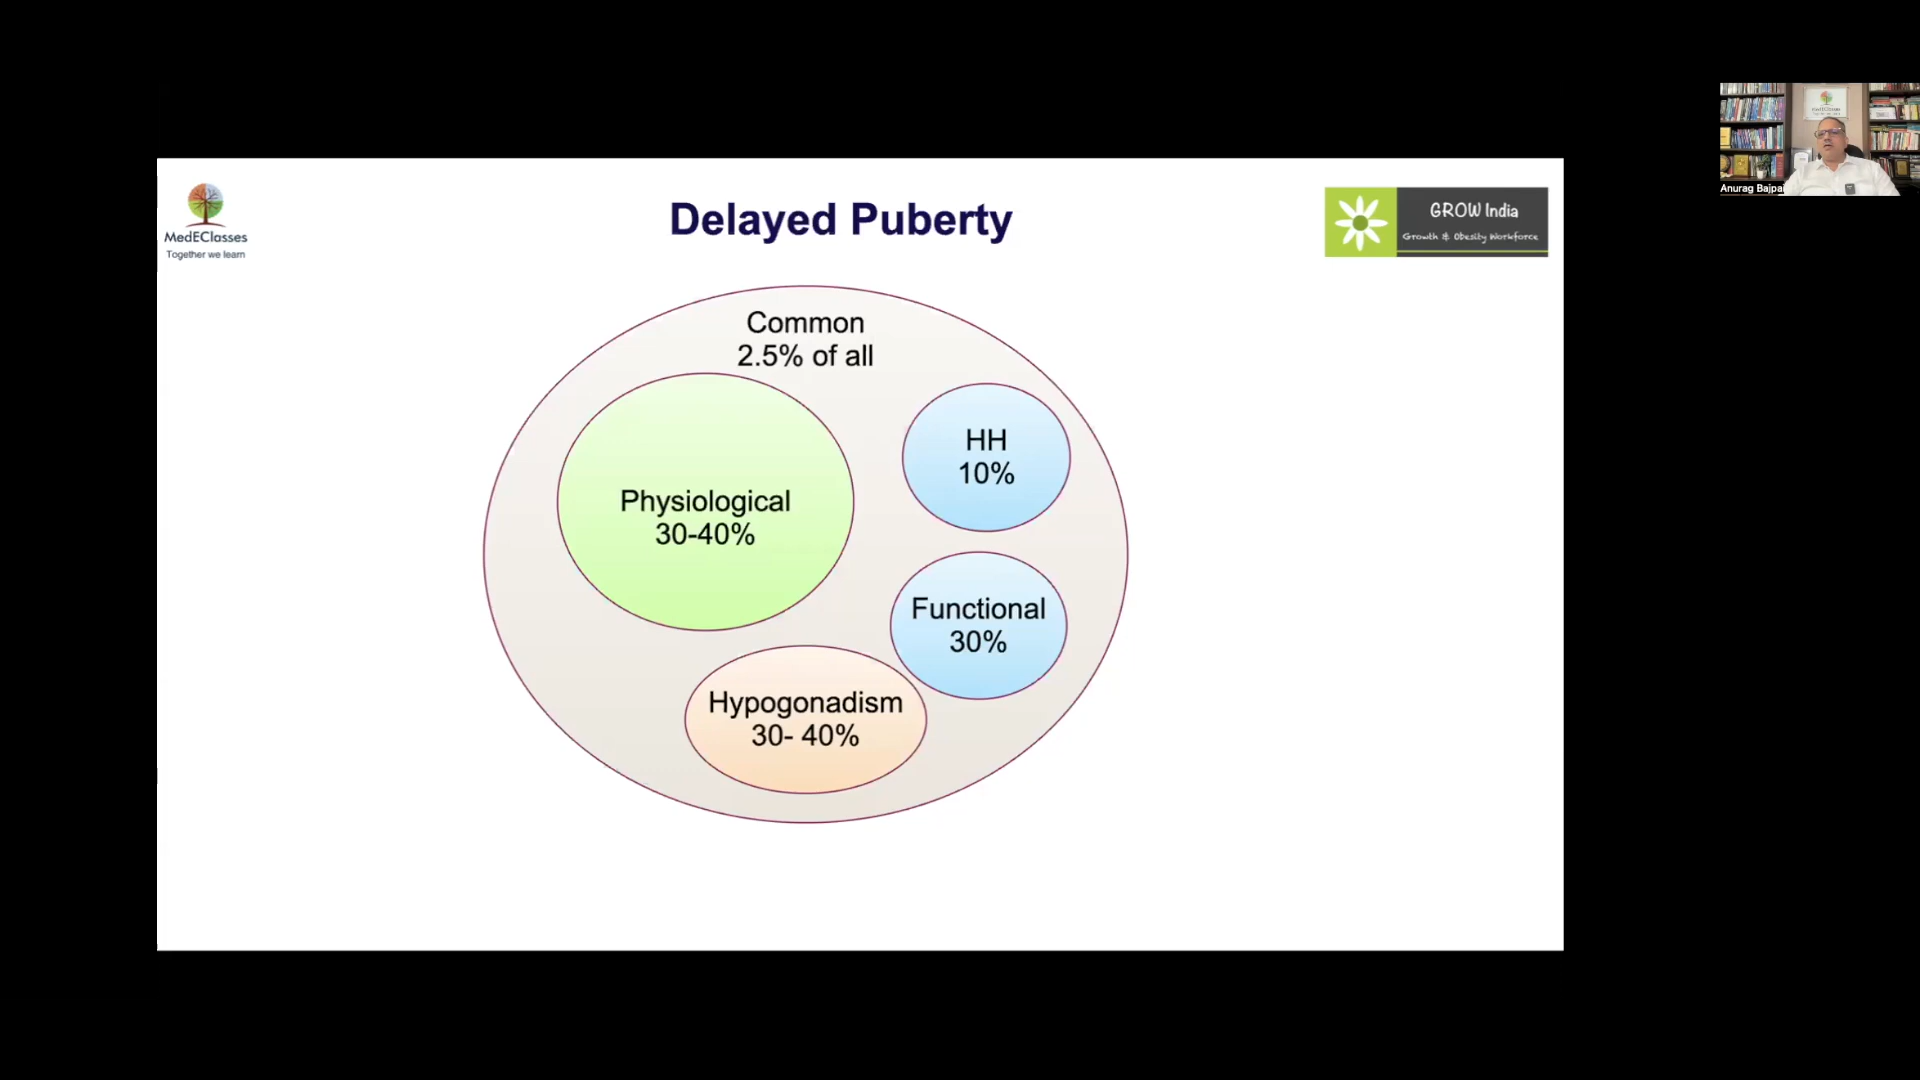 MedEClasses
Together we learn
Delayed Puberty
GROW India
Growth & Obesity Workforce
Common
2.5% of all
HH
10%
Physiological
30-40%
Functional
30%
Hypogonadism
30- 40%
Anurag Bajpai